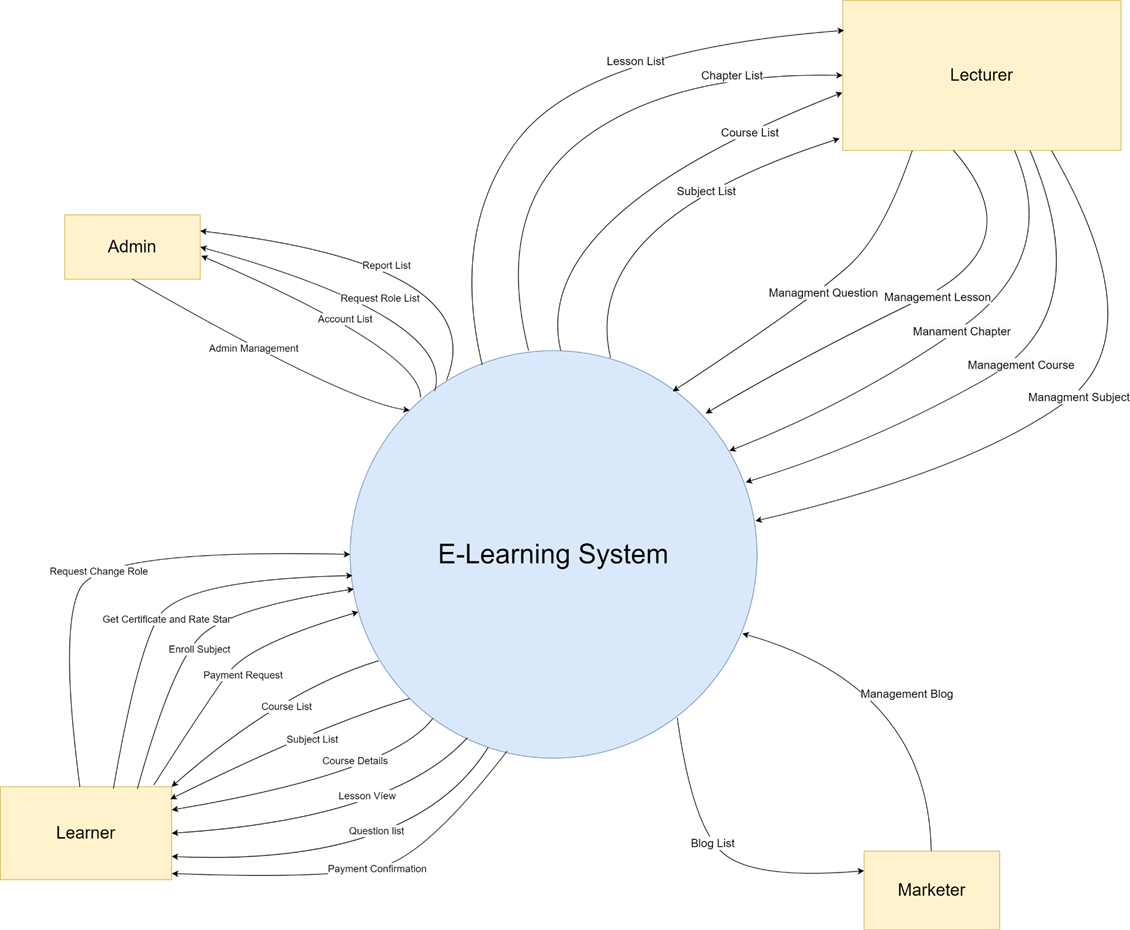 Lesson List
Lecturer
Chapter List
Course List
Subject List
Admin
Report List
Request Role List
Account List
Admin Management
Managment Question
Management Lesson
Manament Chapter
Management Course
Managment Subject
E-Learning System
Request Change Role
Get Certificate and Rate Star
Enroll Subject
Payment Request
Course List
Subject List
Course Details
Lesson View
Question list
Payment Confirmation
Learner
Management Blog
Blog List
Marketer